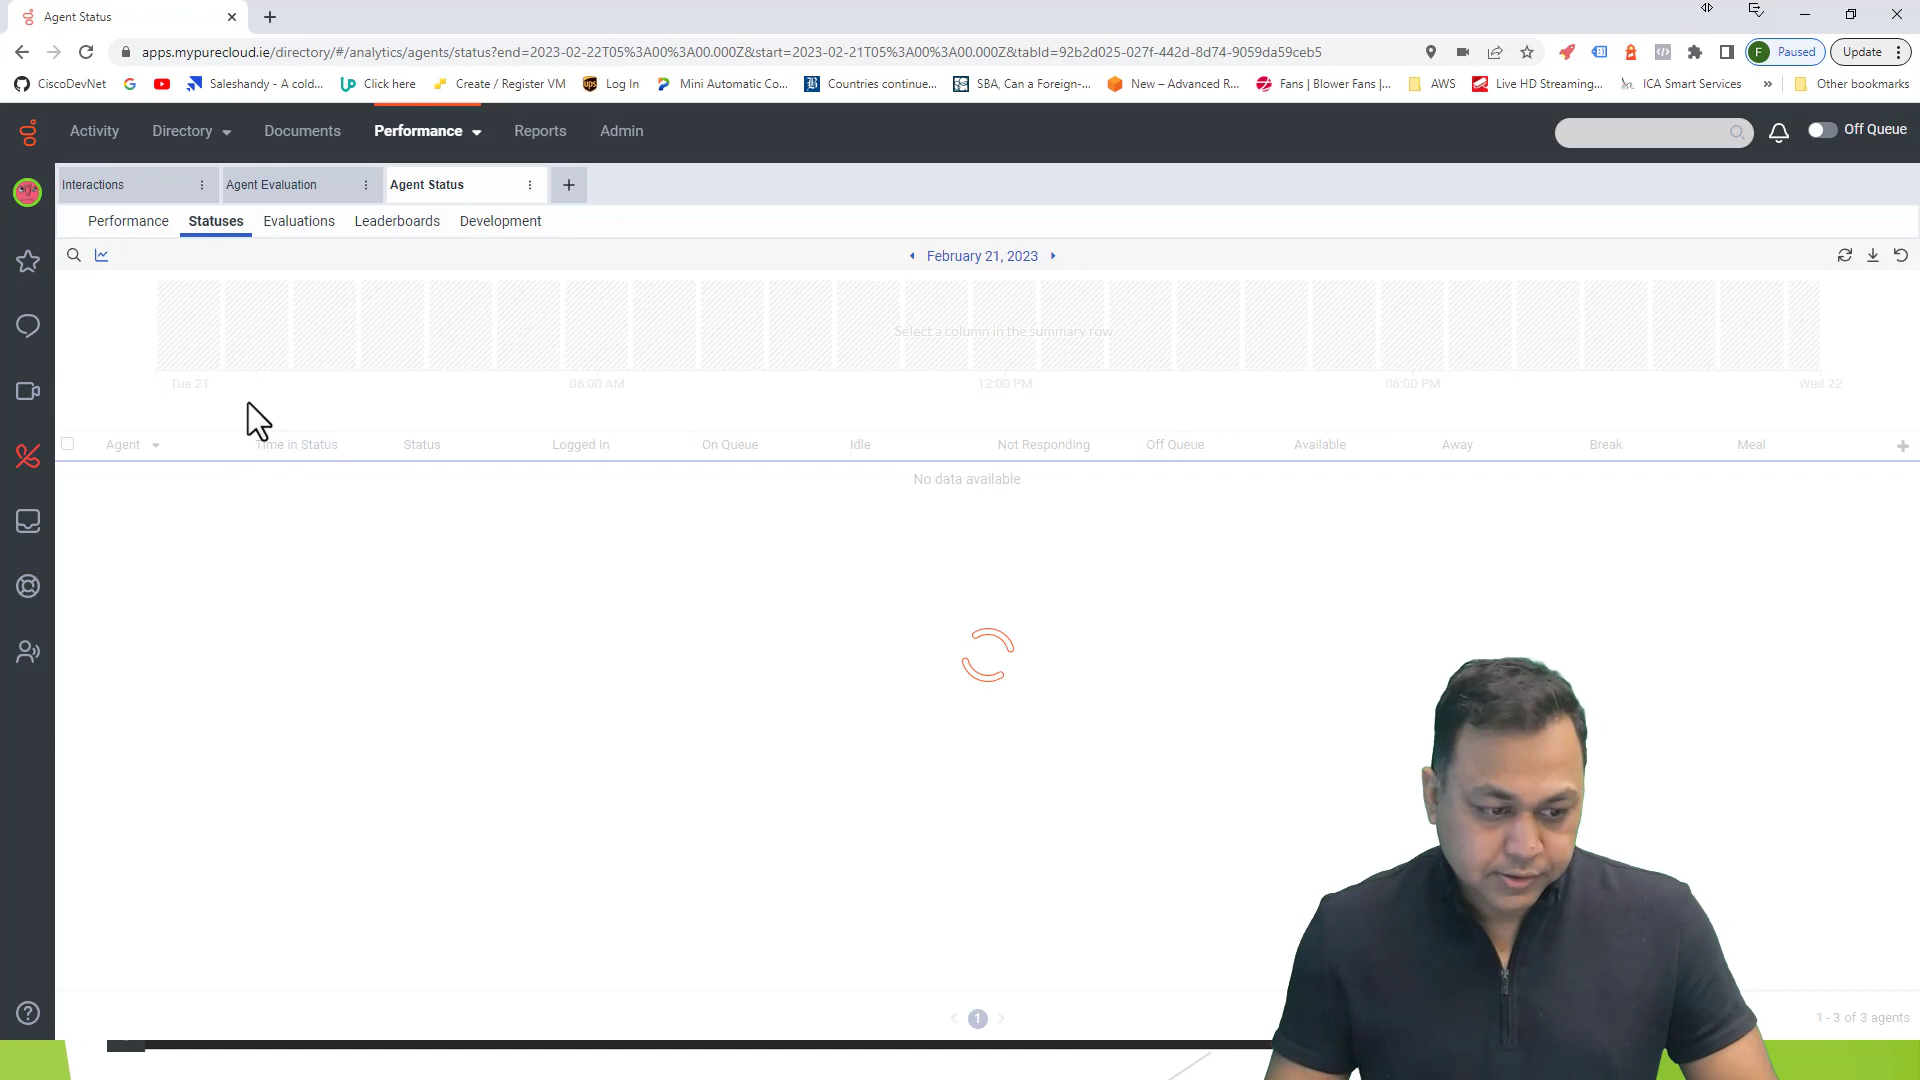 Agent Status
apps.mypurecloud.ie/directory/#/analytics/agents/status?end=2023-02-22T05%3A00%3A00.000Z&start=2023-02-21T05%3A00%3A00.000Z&tabId=92b2d025-027f-442d-8d74-9059da59ceb5
F Paused Update
CiscoDevNet Saleshandy - A cold... Click here Create / Register VM Log In Mini Automatic Co... Countries continue... SBA, Can a Foreign-... New – Advanced R... Fans | Blower Fans |... AWS Live HD Streaming... ICA Smart Services » Other bookmarks
Activity Directory Documents Performance Reports Admin Off Queue
Interactions Agent Evaluation Agent Status
Performance Statuses Evaluations Leaderboards Development
February 21, 2023
Select a column in the summary row
Tue 21 06:00 AM 12:00 PM 06:00 PM Wed 22
Agent Time in Status Status Logged In On Queue Idle Not Responding Off Queue Available Away Break Meal
No data available
1
1 - 3 of 3 agents